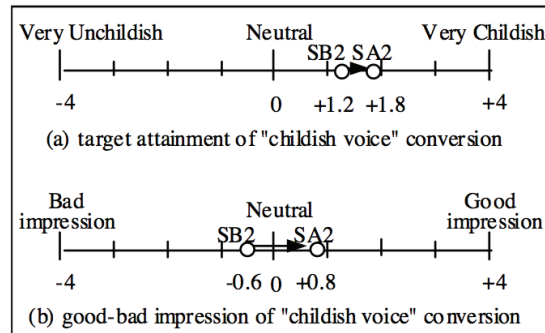 Very Unchildish Neutral Very Childish
SB2 SA2
-4 0 +1.2 +1.8 +4
(a) target attainment of "childish voice" conversion
Bad impression Neutral Good impression
SB2 SA2
-4 -0.6 0 +0.8 +4
(b) good-bad impression of "childish voice" conversion